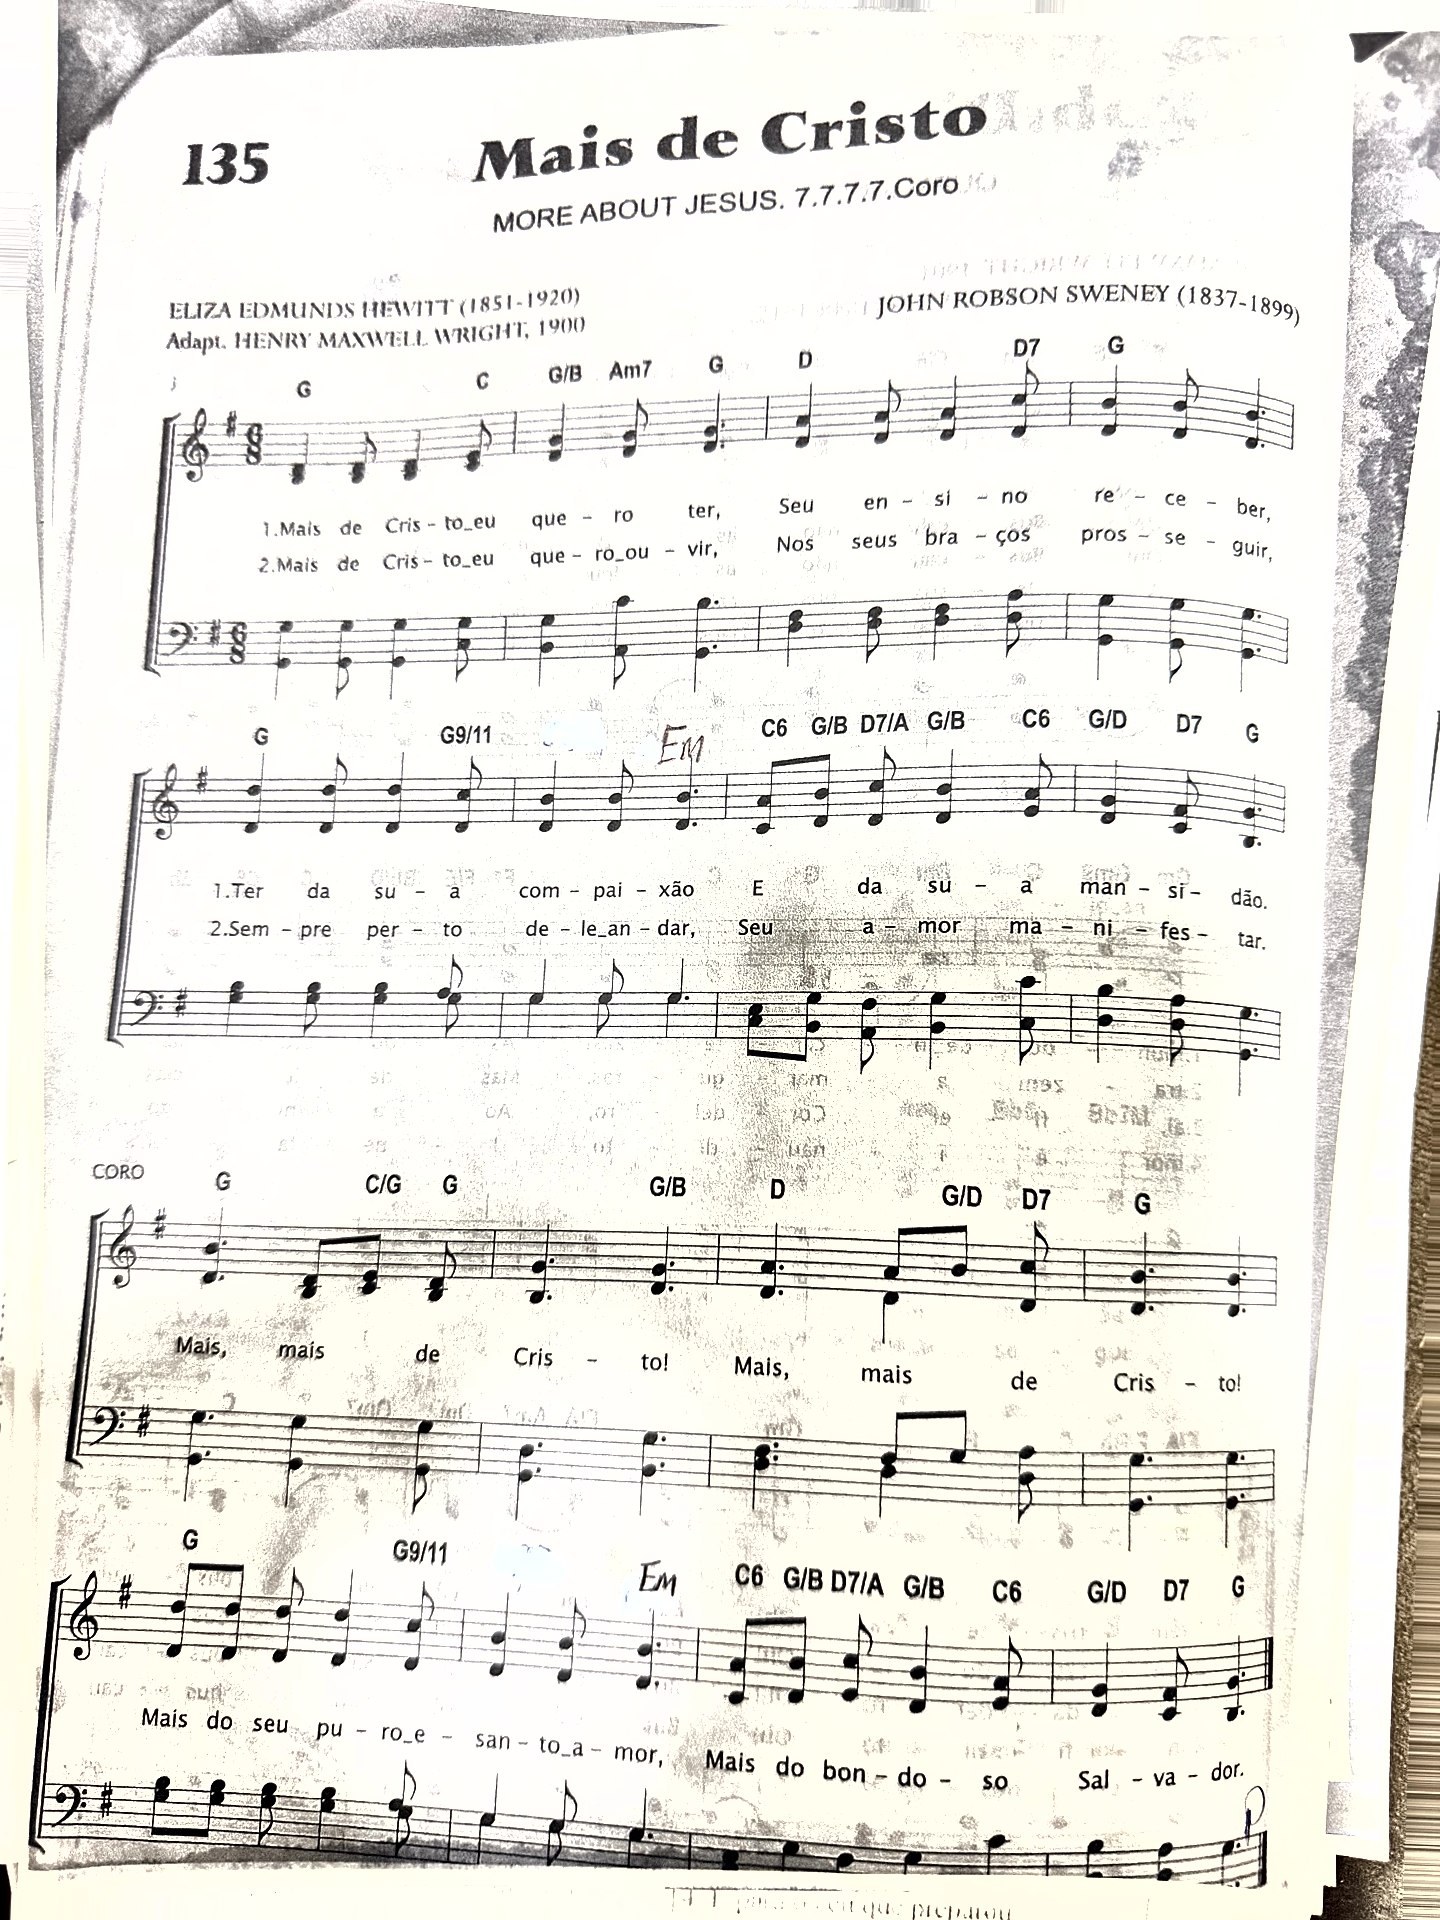 135
Mais de Cristo
MORE ABOUT JESUS. 7.7.7.7.Coro
ELIZA EDMUNDS HEWITT (1851-1920)
Adapt. HENRY MAXWELL WRIGHT, 1900
JOHN ROBSON SWENEY (1837-1899)
G C G/B Am7 G D D7 G
1.Mais de Cris - to_eu que - ro ter, Seu en - si - no re - ce - ber,
2.Mais de Cris - to_eu que - ro_ou - vir, Nos seus bra - ços pros - se - guir,
G G9/11 Em C6 G/B D7/A G/B C6 G/D D7 G
1.Ter da su - a com - pai - xão E da su - a man - si - dão.
2.Sem - pre per - to de - le_an - dar, Seu a - mor ma - ni - fes - tar.
CORO
G C/G G G/B D G/D D7 G
Mais, mais de Cris - to! Mais, mais de Cris - to!
G G9/11 Em C6 G/B D7/A G/B C6 G/D D7 G
Mais do seu pu - ro_e - san - to_a - mor, Mais do bon - do - so Sal - va - dor.